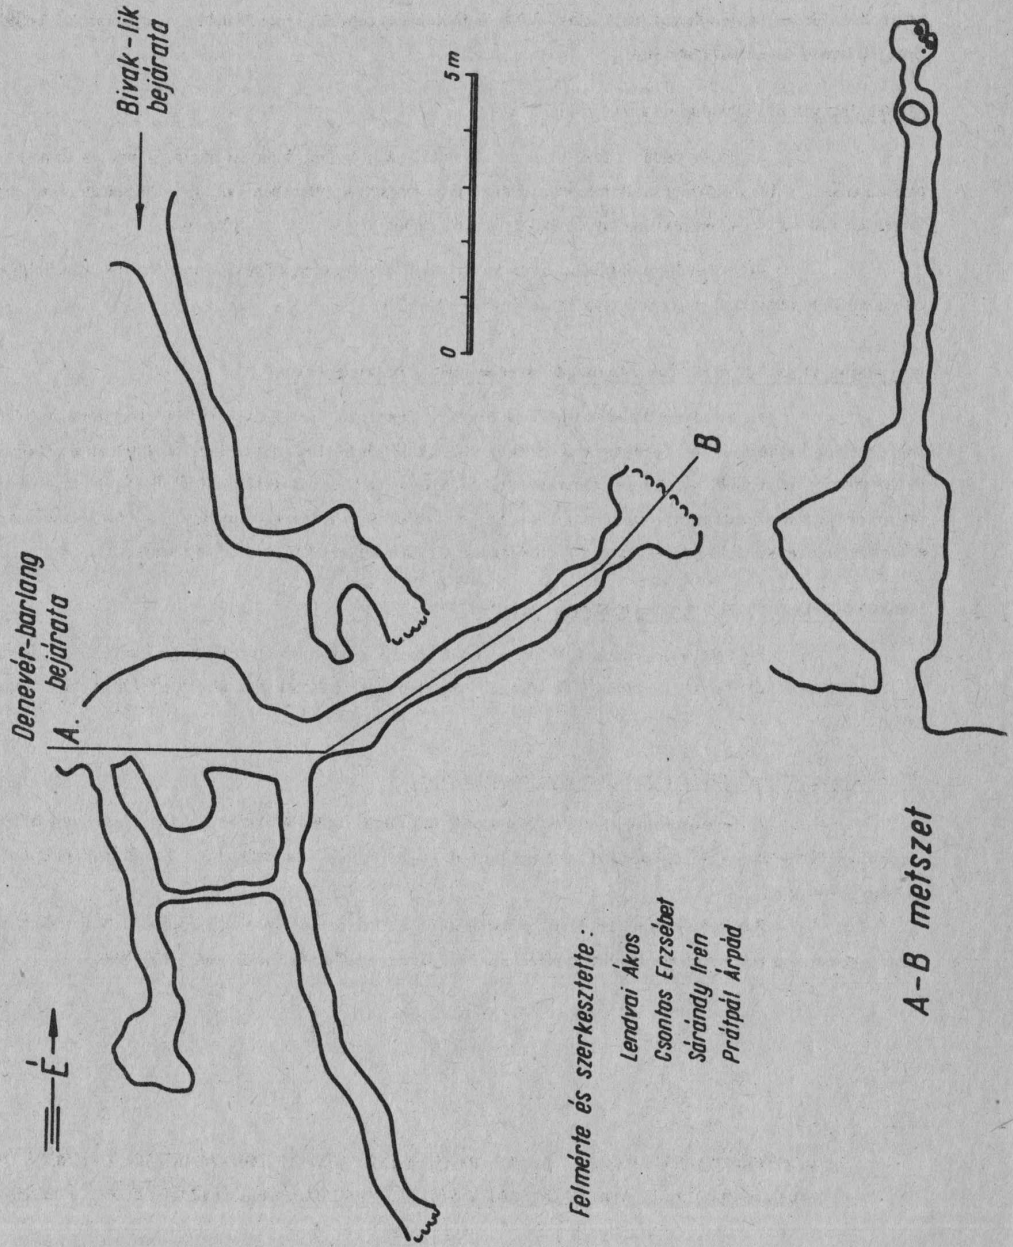 Denevér-barlang
bejárata
A.
Bivak-lik
bejárata
É
0
5 m
B
Felmérte és szerkesztette:
Lendvai Ákos
Csontos Erzsébet
Sárándy Irén
Prátpál Árpád
A-B metszet